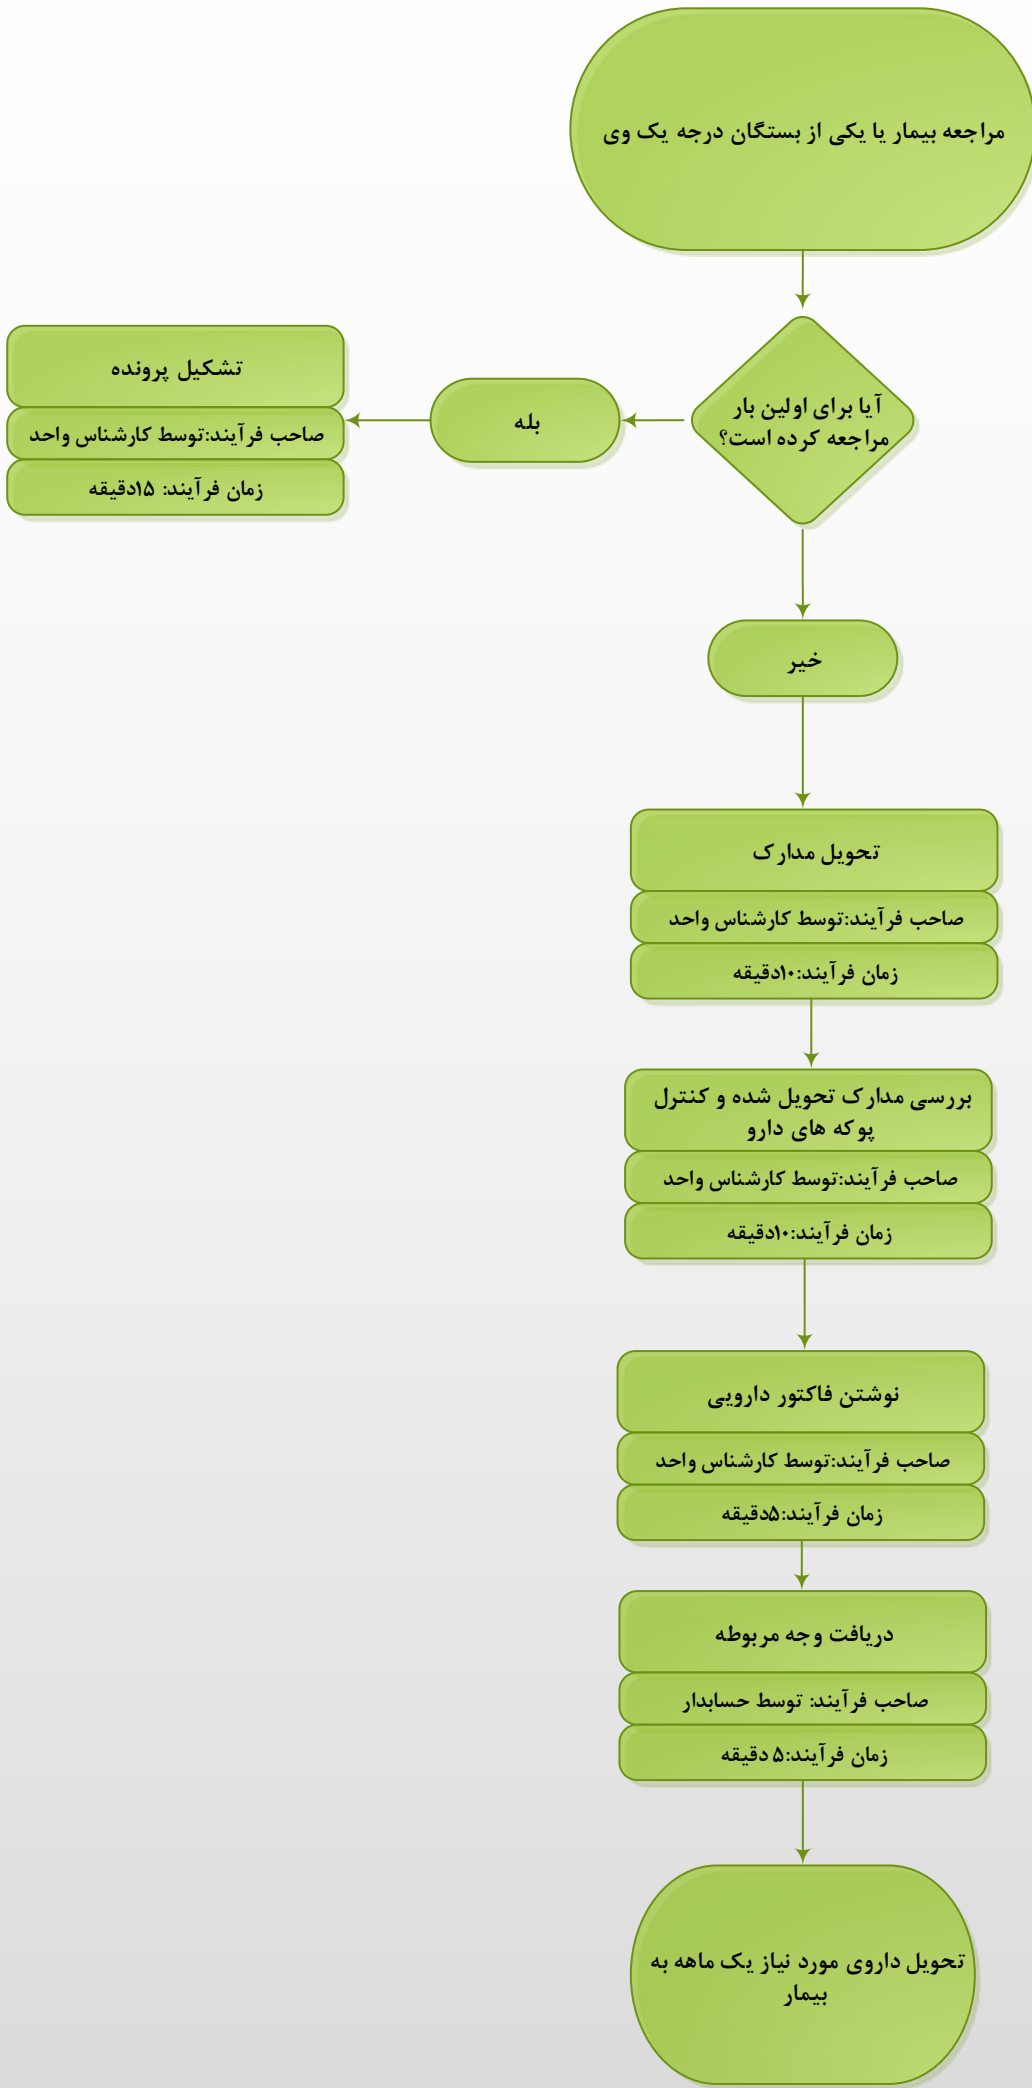 مراجعه بیمار یا یکی از بستگان درجه یک وی
آیا برای اولین بار
مراجعه کرده است؟
بله
تشکیل پرونده
صاحب فرآیند:توسط کارشناس واحد
زمان فرآیند: ۱۵دقیقه
خیر
تحویل مدارک
صاحب فرآیند:توسط کارشناس واحد
زمان فرآیند:۱۰دقیقه
بررسی مدارک تحویل شده و کنترل
پوکه های دارو
صاحب فرآیند:توسط کارشناس واحد
زمان فرآیند:۱۰دقیقه
نوشتن فاکتور دارویی
صاحب فرآیند:توسط کارشناس واحد
زمان فرآیند:۵دقیقه
دریافت وجه مربوطه
صاحب فرآیند: توسط حسابدار
زمان فرآیند:۵ دقیقه
تحویل داروی مورد نیاز یک ماهه به
بیمار